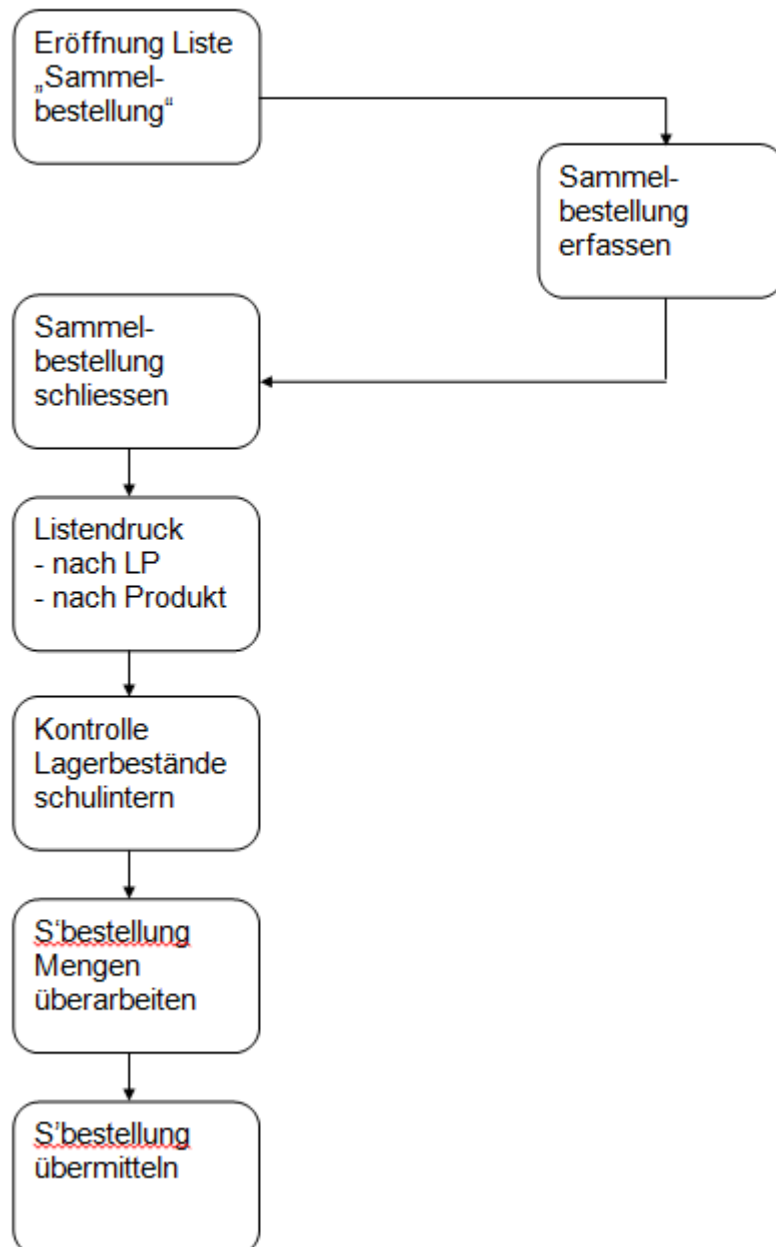 Eröffnung Liste
„Sammel-
bestellung“
Sammel-
bestellung
erfassen
Sammel-
bestellung
schliessen
Listendruck
- nach LP
- nach Produkt
Kontrolle
Lagerbestände
schulintern
S‘bestellung
Mengen
überarbeiten
S’bestellung
übermitteln